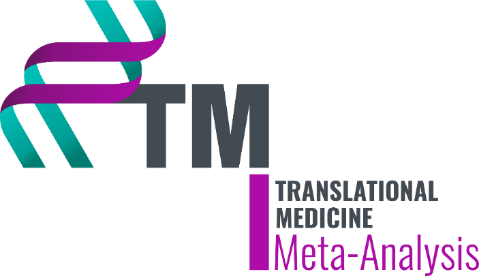 TM
TRANSLATIONAL
MEDICINE
Meta-Analysis